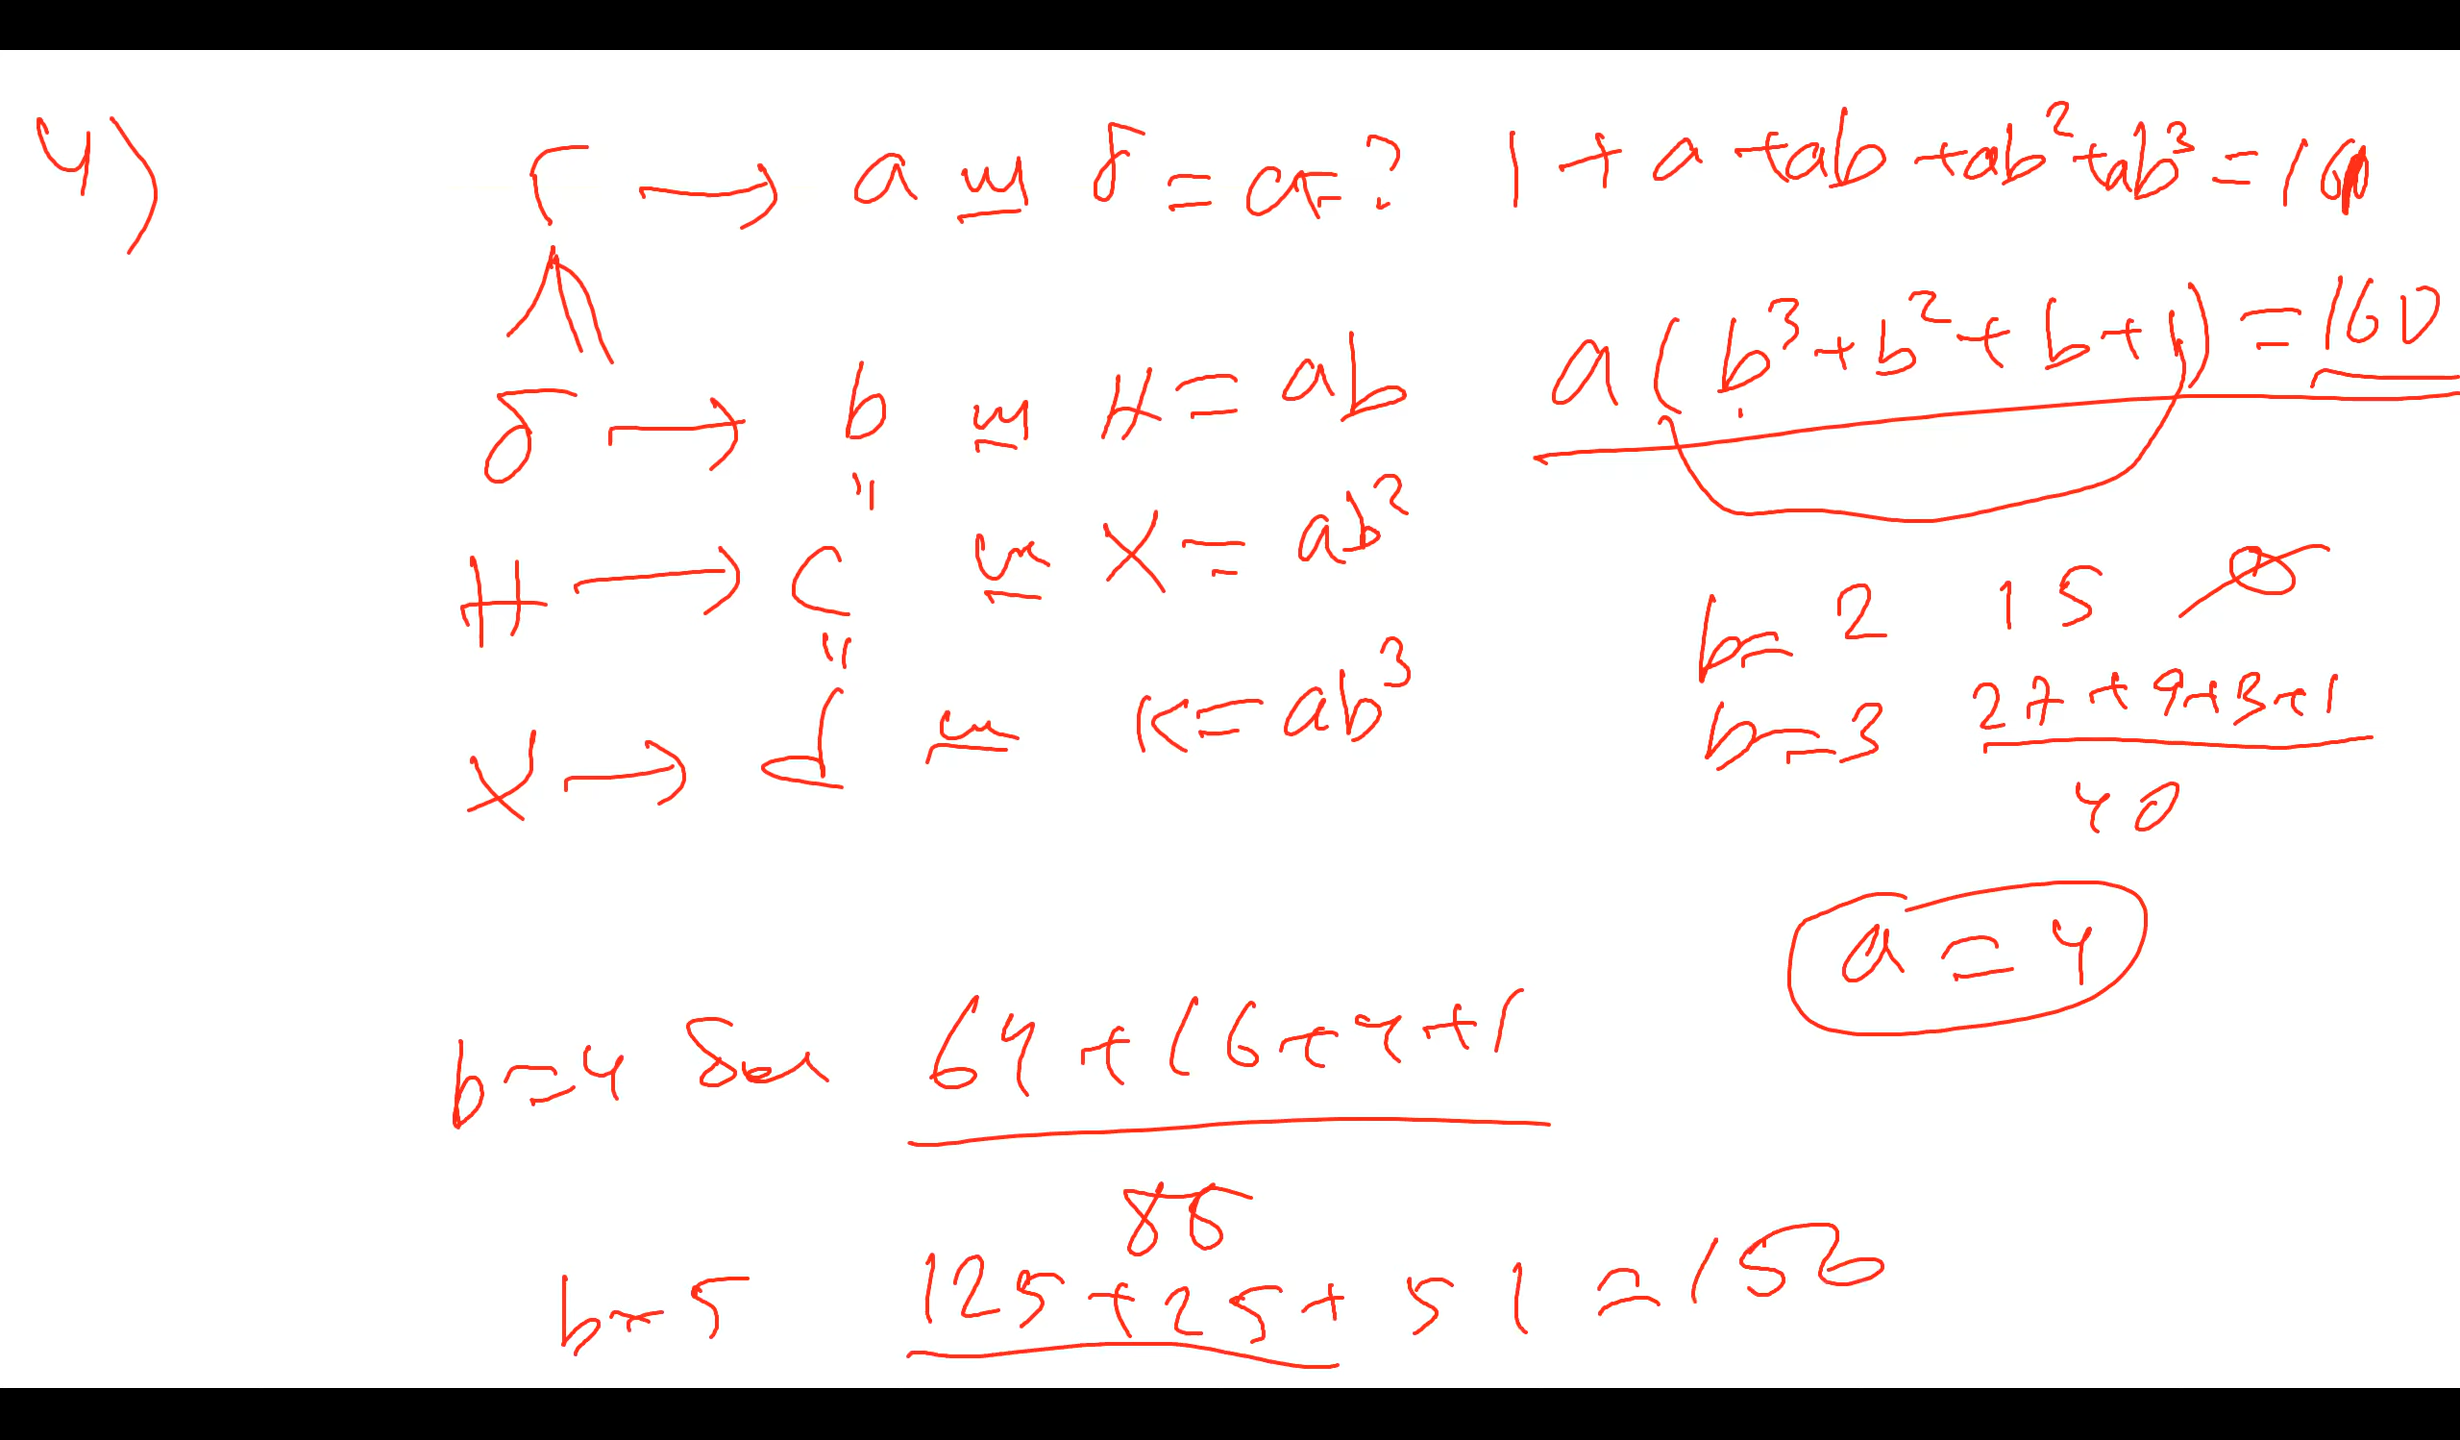 4)
Γ → a m δ = a = ? 1 + a + ab + ab² + ab³ = 161
a(b³ + b² + b + 1) = 160
δ → b m H = ab
"
H → C m X = ab²
b = 2 15
"
b = 3 27 + 9 + 3 + 1
X → d m K = ab³
40
a = 4
b = 4 64 + 16 + 4 + 1
85
b = 5 125 + 25 + 5 1 = 156